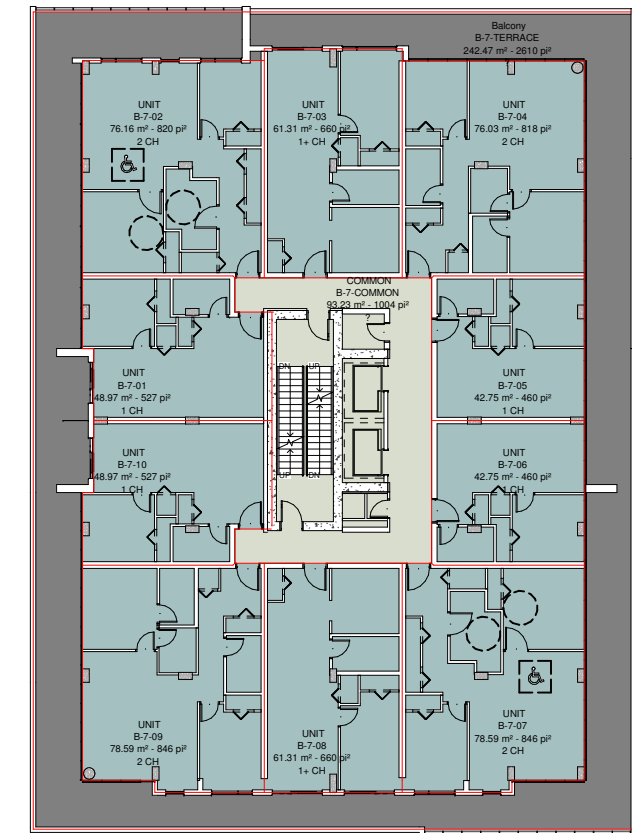 Balcony
B-7-TERRACE
242.47 m² - 2610 pi²
UNIT
B-7-02
76.16 m² - 820 pi²
2 CH
UNIT
B-7-03
61.31 m² - 660 pi²
1+ CH
UNIT
B-7-04
76.03 m² - 818 pi²
2 CH
COMMON
B-7-COMMON
93.23 m² - 1004 pi²
?
UNIT
B-7-01
48.97 m² - 527 pi²
1 CH
DN
UP
UNIT
B-7-05
42.75 m² - 460 pi²
1 CH
UNIT
B-7-10
48.97 m² - 527 pi²
1 CH
UP
DN
UNIT
B-7-06
42.75 m² - 460 pi²
1 CH
UNIT
B-7-09
78.59 m² - 846 pi²
2 CH
UNIT
B-7-08
61.31 m² - 660 pi²
1+ CH
UNIT
B-7-07
78.59 m² - 846 pi²
2 CH